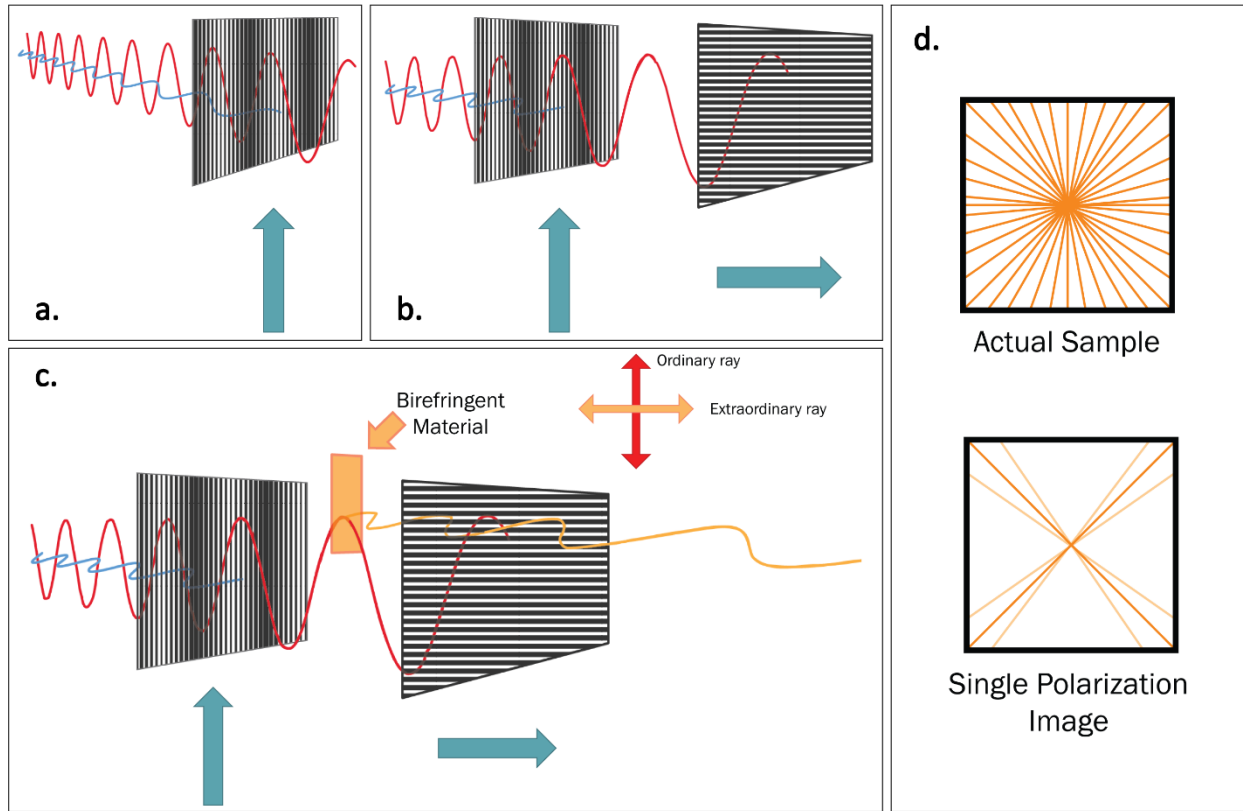 a.
b.
c.
Birefringent
Material
Ordinary ray
Extraordinary ray
d.
Actual Sample
Single Polarization
Image